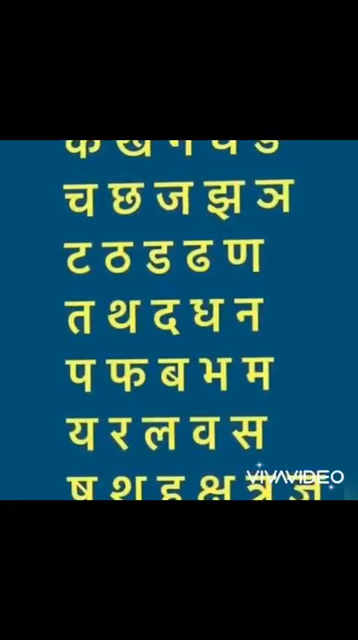 क ख ग घ ङ
च छ ज झ ञ
ट ठ ड ढ ण
त थ द ध न
प फ ब भ म
य र ल व स
ष श ह क्ष त्र ज्ञ
VIVAVIDEO